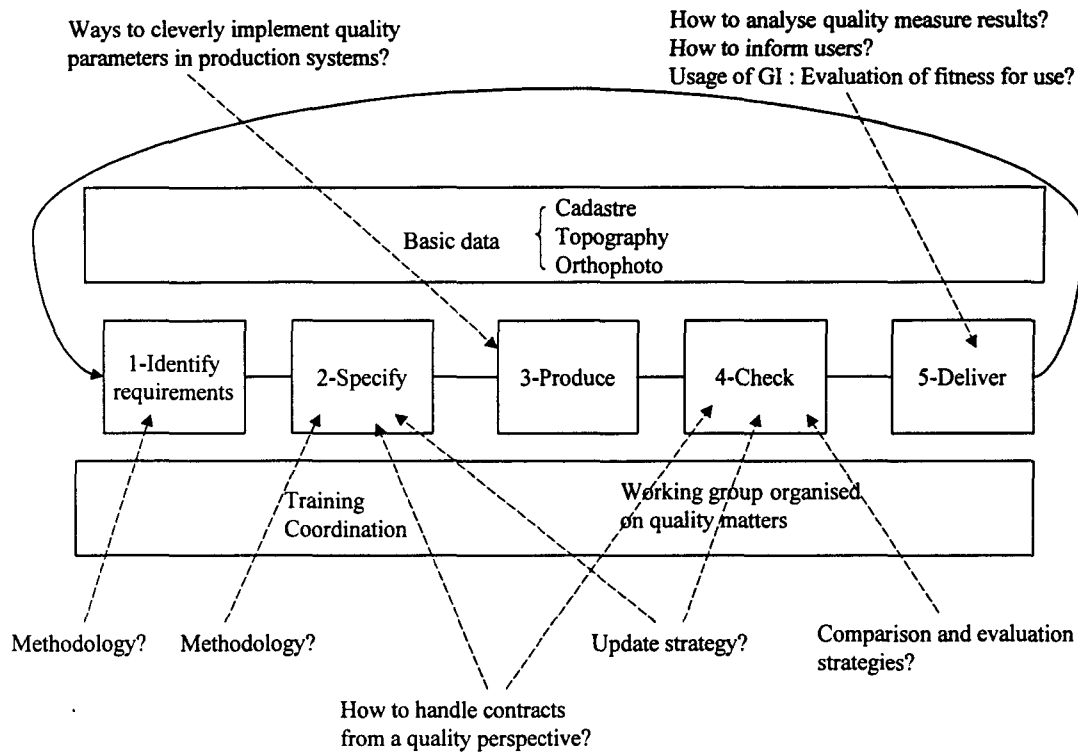 Ways to cleverly implement quality
parameters in production systems?
How to analyse quality measure results?
How to inform users?
Usage of GI : Evaluation of fitness for use?
Basic data
Cadastre
Topography
Orthophoto
1-Identify
requirements
2-Specify
3-Produce
4-Check
5-Deliver
Training
Coordination
Working group organised
on quality matters
Methodology?
Methodology?
Update strategy?
Comparison and evaluation
strategies?
How to handle contracts
from a quality perspective?